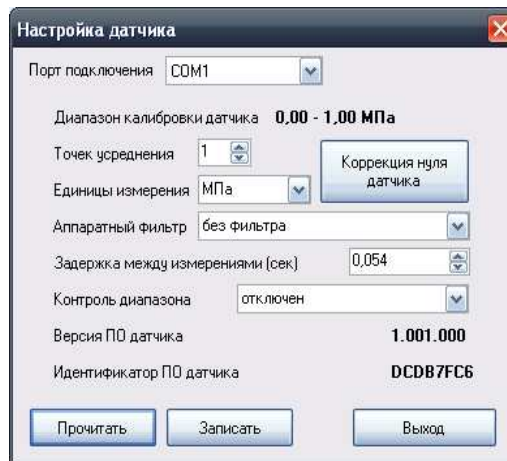 Настройка датчика
Порт подключения COM1
Диапазон калибровки датчика 0,00 - 1,00 МПа
Точек усреднения 1
Коррекция нуля
датчика
Единицы измерения МПа
Аппаратный фильтр без фильтра
Задержка между измерениями (сек) 0,054
Контроль диапазона отключен
Версия ПО датчика 1.001.000
Идентификатор ПО датчика DCDB7FC6
Прочитать Записать Выход